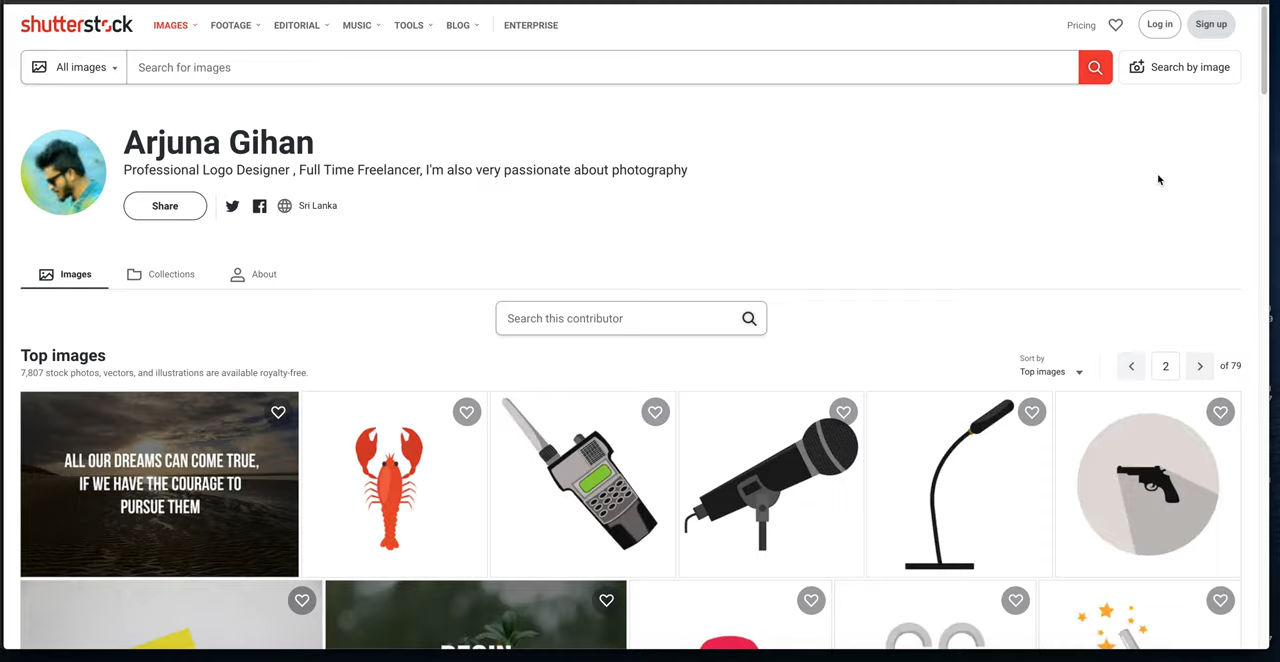 shutterstock
IMAGES FOOTAGE EDITORIAL MUSIC TOOLS BLOG ENTERPRISE
Pricing Log in Sign up
All images Search for images Search by image
Arjuna Gihan
Professional Logo Designer , Full Time Freelancer, I'm also very passionate about photography
Share Sri Lanka
Images Collections About
Search this contributor
Top images
7,807 stock photos, vectors, and illustrations are available royalty-free.
Sort by
Top images 2 of 79
ALL OUR DREAMS CAN COME TRUE,
IF WE HAVE THE COURAGE TO
PURSUE THEM
BEGIN